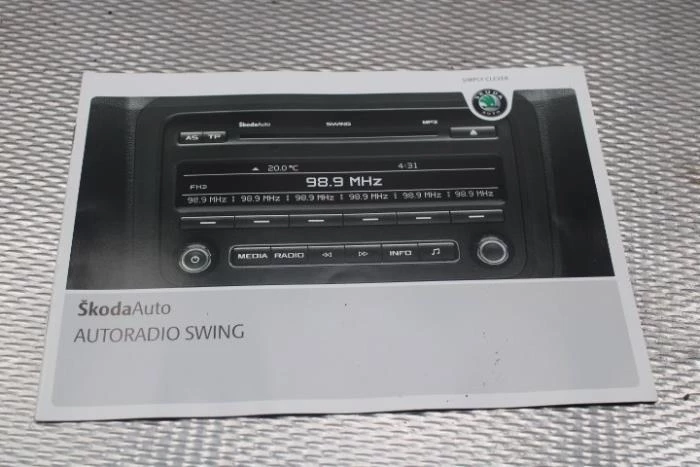 SIMPLY CLEVER
ŠKODA
AUTO
ŠkodaAuto SWING MP3
AS TP
20.0°C 4:31
98.9 MHz
98.9 MHz 98.9 MHz 98.9 MHz 98.9 MHz 98.9 MHz 98.9 MHz
MEDIA RADIO INFO
ŠkodaAuto
AUTORADIO SWING